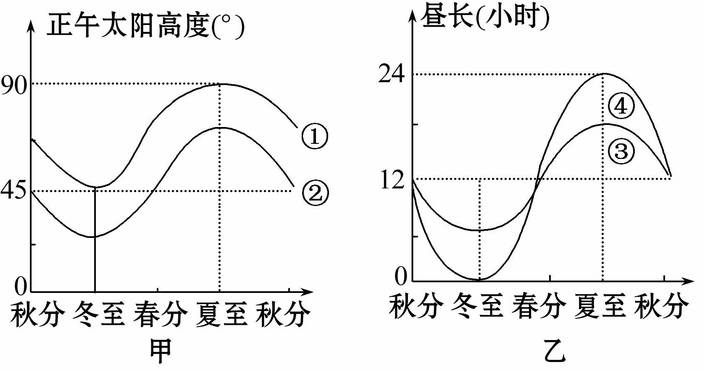 正午太阳高度(°)
90
45
0
①
②
秋分 冬至 春分 夏至 秋分
甲
昼长(小时)
24
12
0
④
③
秋分 冬至 春分 夏至 秋分
乙